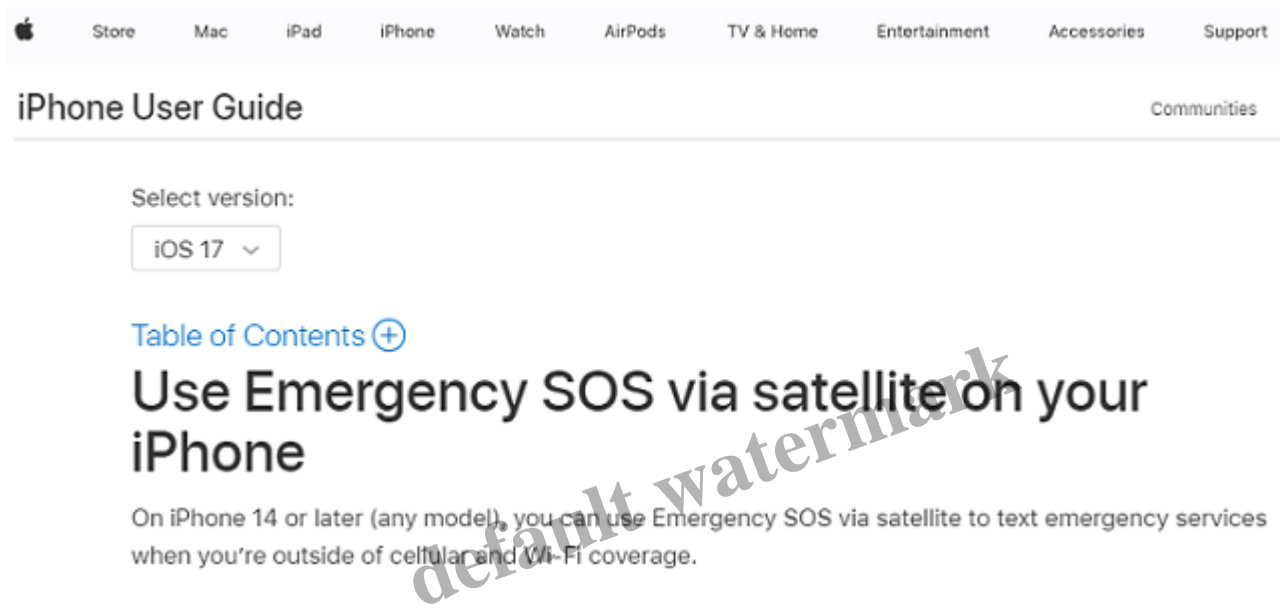 Store Mac iPad iPhone Watch AirPods TV & Home Entertainment Accessories Support
iPhone User Guide
Communities
Select version:
iOS 17
Table of Contents
Use Emergency SOS via satellite on your
iPhone
On iPhone 14 or later (any model), you can use Emergency SOS via satellite to text emergency services
when you’re outside of cellular and Wi-Fi coverage.
default watermark